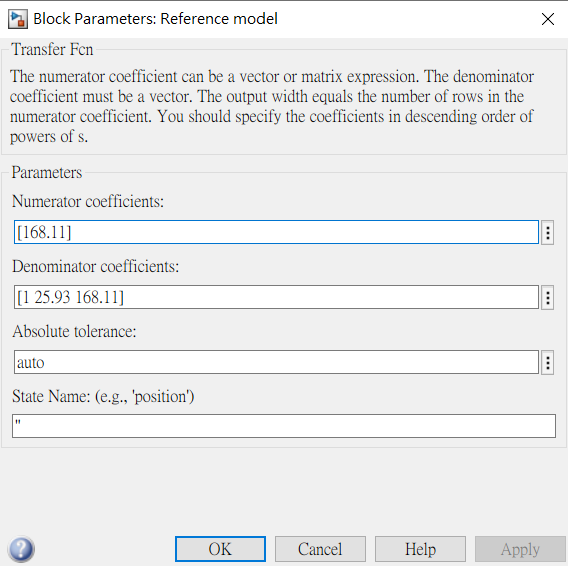 Block Parameters: Reference model
Transfer Fcn
The numerator coefficient can be a vector or matrix expression. The denominator
coefficient must be a vector. The output width equals the number of rows in the
numerator coefficient. You should specify the coefficients in descending order of
powers of s.
Parameters
Numerator coefficients:
[168.11]
Denominator coefficients:
[1 25.93 168.11]
Absolute tolerance:
auto
State Name: (e.g., 'position')
''
OK Cancel Help Apply